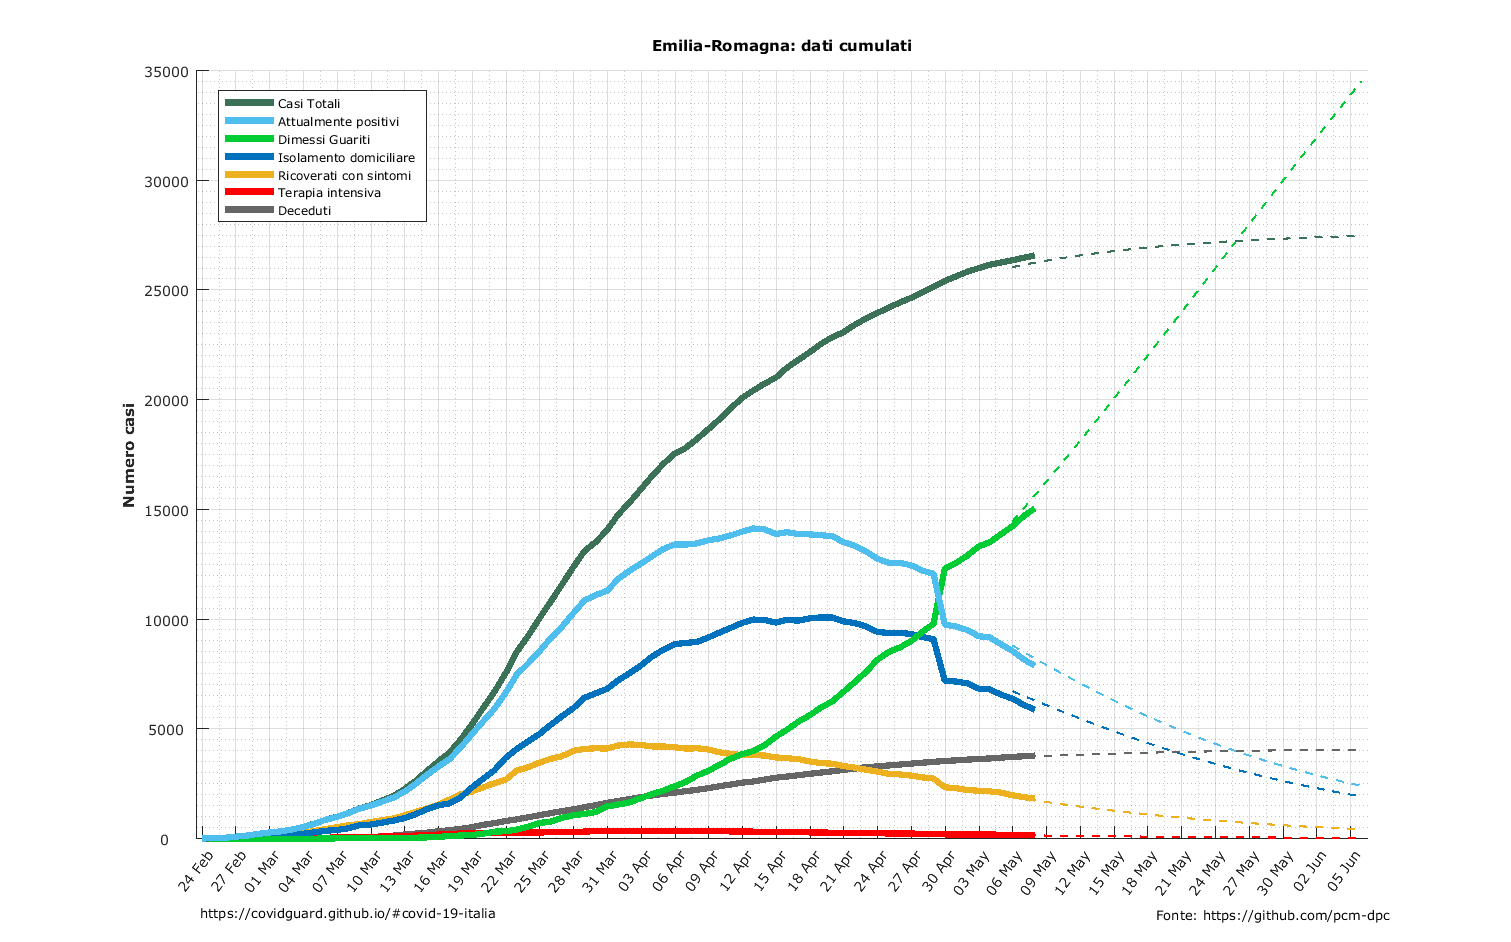 Emilia-Romagna: dati cumulati
35000
30000
25000
20000
15000
10000
5000
0
Numero casi
Casi Totali
Attualmente positivi
Dimessi Guariti
Isolamento domiciliare
Ricoverati con sintomi
Terapia intensiva
Deceduti
24 Feb
27 Feb
01 Mar
04 Mar
07 Mar
10 Mar
13 Mar
16 Mar
19 Mar
22 Mar
25 Mar
28 Mar
31 Mar
03 Apr
06 Apr
09 Apr
12 Apr
15 Apr
18 Apr
21 Apr
24 Apr
27 Apr
30 Apr
03 May
06 May
09 May
12 May
15 May
18 May
21 May
24 May
27 May
30 May
02 Jun
05 Jun
https://covidguard.github.io/#covid-19-italia
Fonte: https://github.com/pcm-dpc